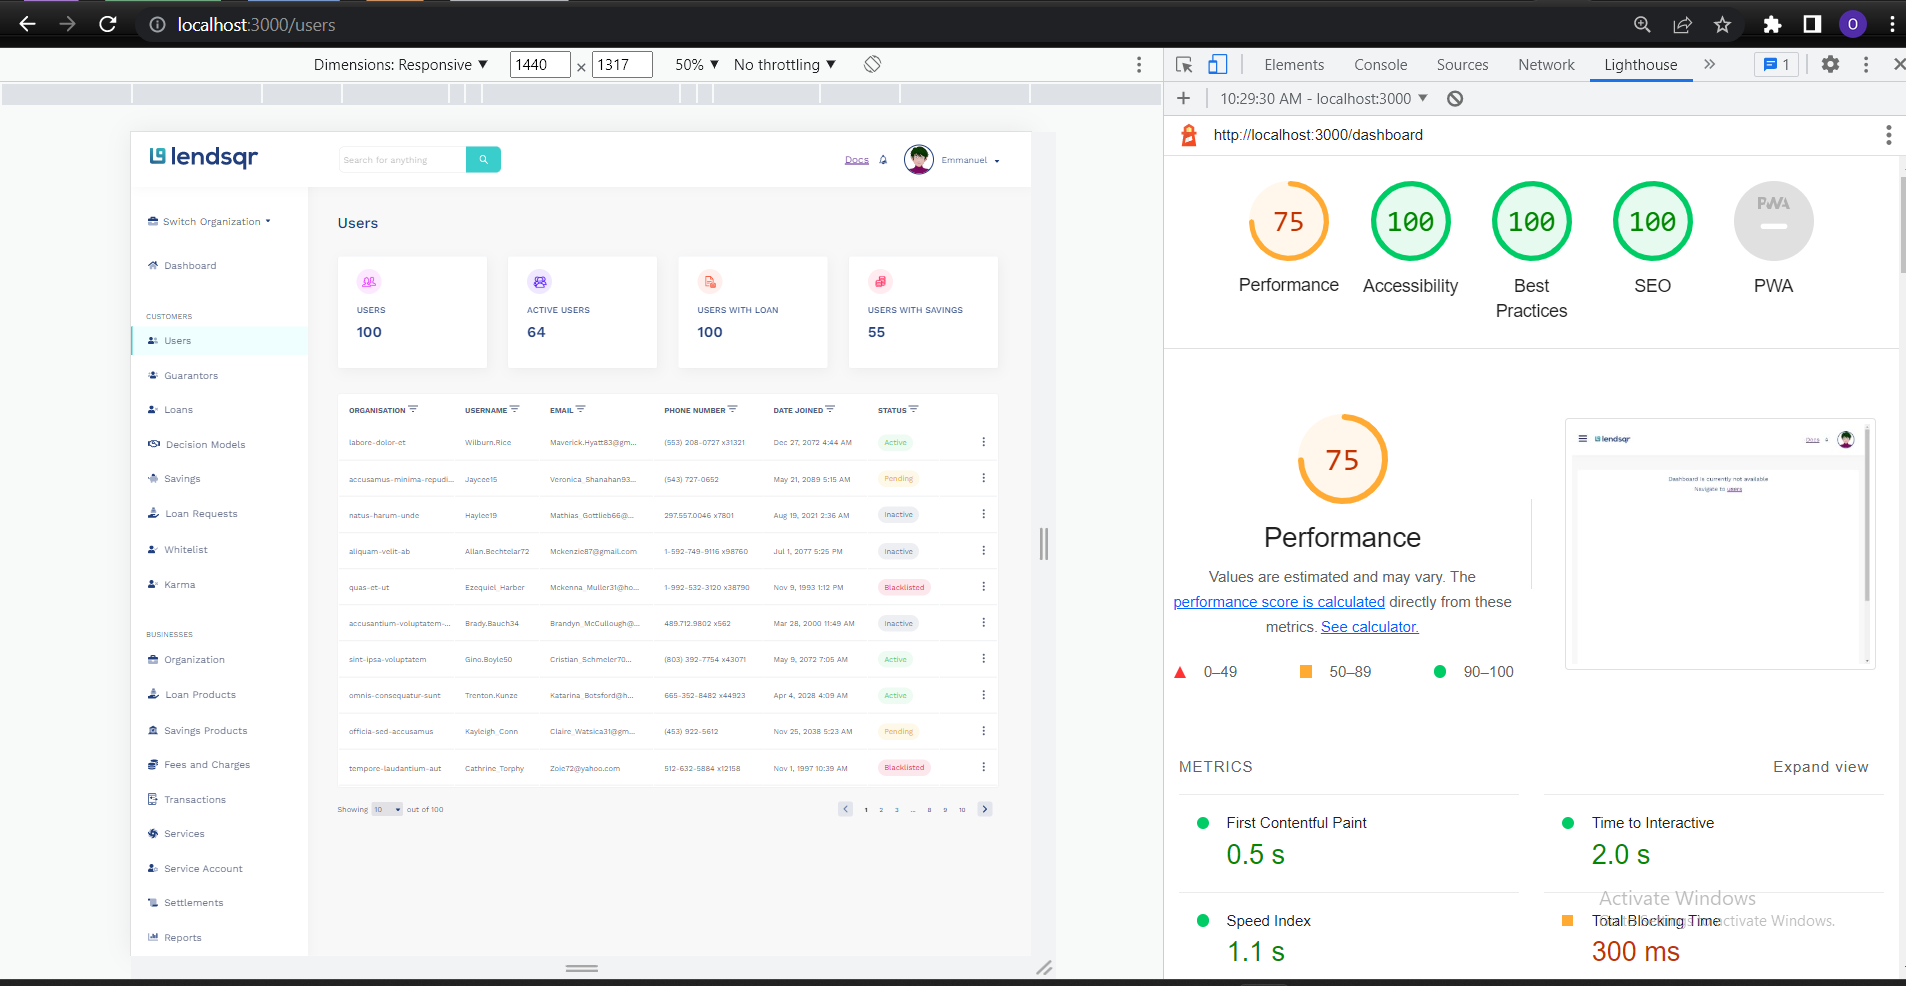 localhost:3000/users
O
Dimensions: Responsive ▼ 1440 × 1317 50% ▼ No throttling ▼
Elements Console Sources Network Lighthouse » 1
10:29:30 AM - localhost:3000 ▼
http://localhost:3000/dashboard
lendsqr
Search for anything
Docs
Emmanuel
Switch Organization
Dashboard
CUSTOMERS
Users
Guarantors
Loans
Decision Models
Savings
Loan Requests
Whitelist
Karma
BUSINESSES
Organization
Loan Products
Savings Products
Fees and Charges
Transactions
Services
Service Account
Settlements
Reports
Users
USERS
100
ACTIVE USERS
64
USERS WITH LOAN
100
USERS WITH SAVINGS
55
ORGANISATION USERNAME EMAIL PHONE NUMBER DATE JOINED STATUS
labore-dolor-et Wilburn.Rice Maverick.Hyatt83@gm... (553) 208-0727 x31321 Dec 27, 2072 4:44 AM Active
accusamus-minima-repudi... Jaycee15 Veronica_Shanahan93... (543) 727-0652 May 21, 2089 5:15 AM Pending
natus-harum-unde Haylee19 Mathias_Gottlieb66@... 297.557.0046 x7801 Aug 19, 2021 2:36 AM Inactive
aliquam-velit-ab Allan.Bechtelar72 Mckenzie87@gmail.com 1-592-749-9116 x98760 Jul 1, 2077 5:25 PM Inactive
quas-et-ut Ezequiel_Harber Mckenna_Muller31@ho... 1-992-532-3120 x38790 Nov 9, 1993 1:12 PM Blacklisted
accusantium-voluptatem-... Brady.Bauch34 Brandyn_McCullough@... 489.712.9802 x562 Mar 28, 2000 11:49 AM Inactive
sint-ipsa-voluptatem Gino.Boyle50 Cristian_Schmeler70... (803) 392-7754 x43071 May 9, 2072 7:05 AM Active
omnis-consequatur-sunt Trenton.Kunze Katarina_Botsford@h... 665-352-8482 x44923 Apr 4, 2028 4:09 AM Active
officia-sed-accusamus Kayleigh_Conn Claire_Watsica31@gm... (453) 922-5612 Nov 25, 2038 5:23 AM Pending
tempore-laudantium-aut Cathrine_Torphy Zoie72@yahoo.com 512-632-5884 x12158 Nov 1, 1997 10:39 AM Blacklisted
Showing 10 out of 100
1 2 3 ... 8 9 10
75 100 100 100 PWA
Performance Accessibility Best Practices SEO PWA
75
Performance
Values are estimated and may vary. The
performance score is calculated directly from these
metrics. See calculator.
0–49 50–89 90–100
lendsqr
Docs
Dashboard is currently not available
Navigate to users
METRICS
Expand view
First Contentful Paint
0.5 s
Time to Interactive
2.0 s
Speed Index
1.1 s
Total Blocking Time
300 ms
Activate Windows
Go to Settings to activate Windows.